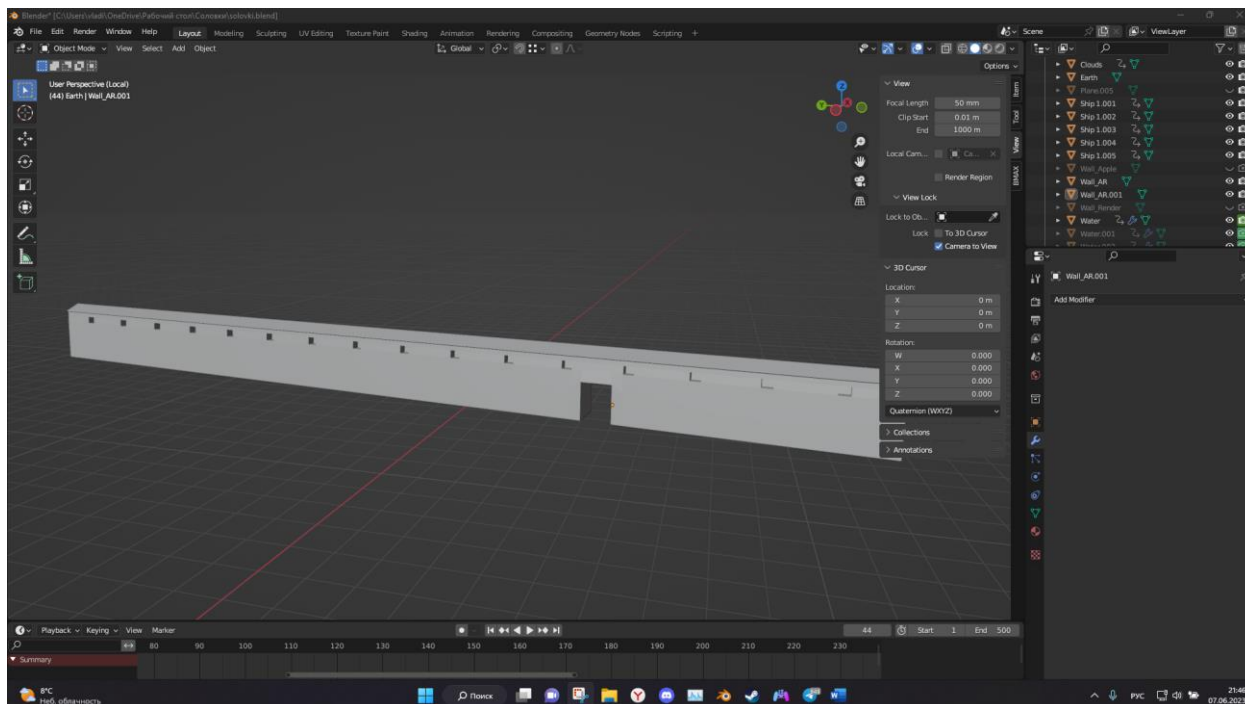 Blender* [C:\Users\vladi\OneDrive\Рабочий стол\Соловки\solovki.blend]
File Edit Render Window Help Layout Modeling Sculpting UV Editing Texture Paint Shading Animation Rendering Compositing Geometry Nodes Scripting + Scene ViewLayer
Object Mode View Select Add Object Global
Options
User Perspective (Local)
(44) Earth | Wall_AR.001
Z
Y
X
View
Focal Length 50 mm
Clip Start 0.01 m
End 1000 m
Local Cam... Ca...
Render Region
View Lock
Lock to Ob...
Lock To 3D Cursor
Camera to View
3D Cursor
Location:
X 0 m
Y 0 m
Z 0 m
Rotation:
W 0.000
X 0.000
Y 0.000
Z 0.000
Quaternion (WXYZ)
Collections
Annotations
Item
Tool
View
BMAX
Clouds
Earth
Plane.005
Ship 1.001
Ship 1.002
Ship 1.003
Ship 1.004
Ship 1.005
Wall_Apple
Wall_AR
Wall_AR.001
Wall_Render
Water
Water.001
Wall_AR.001
Add Modifier
Playback Keying View Marker 44 Start 1 End 500
80 90 100 110 120 130 140 150 160 170 180 190 200 210 220 230
Summary
8°C
Неб. облачность
Поиск
РУС
21:46
07.06.2023